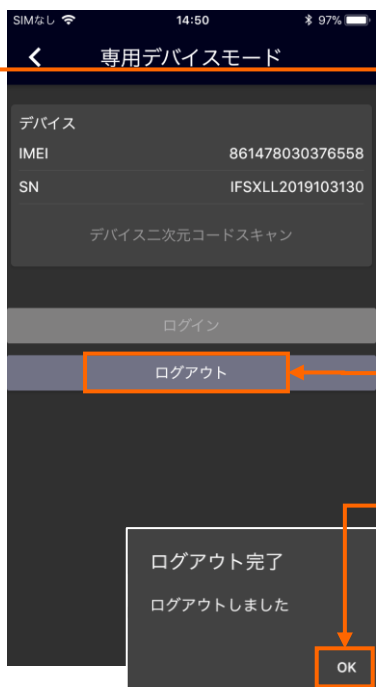 SIMなし 14:50 97%
専用デバイスモード
デバイス
IMEI 861478030376558
SN IFSXLL2019103130
デバイス二次元コードスキャン
ログイン
ログアウト
ログアウト完了
ログアウトしました
OK